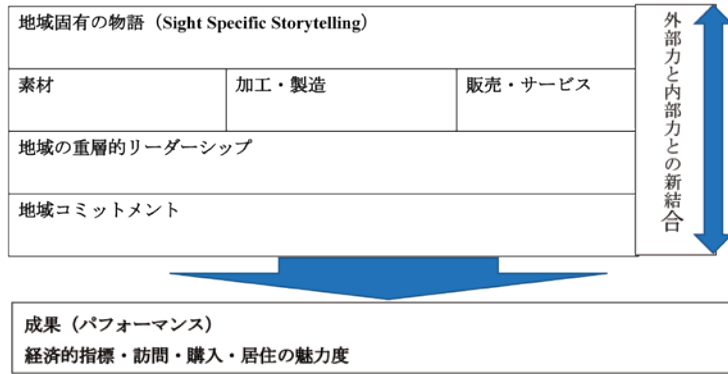 地域固有の物語（Sight Specific Storytelling）
素材
加工・製造
販売・サービス
地域の重層的リーダーシップ
地域コミットメント
外部力と内部力との新結合
成果（パフォーマンス）
経済的指標・訪問・購入・居住の魅力度